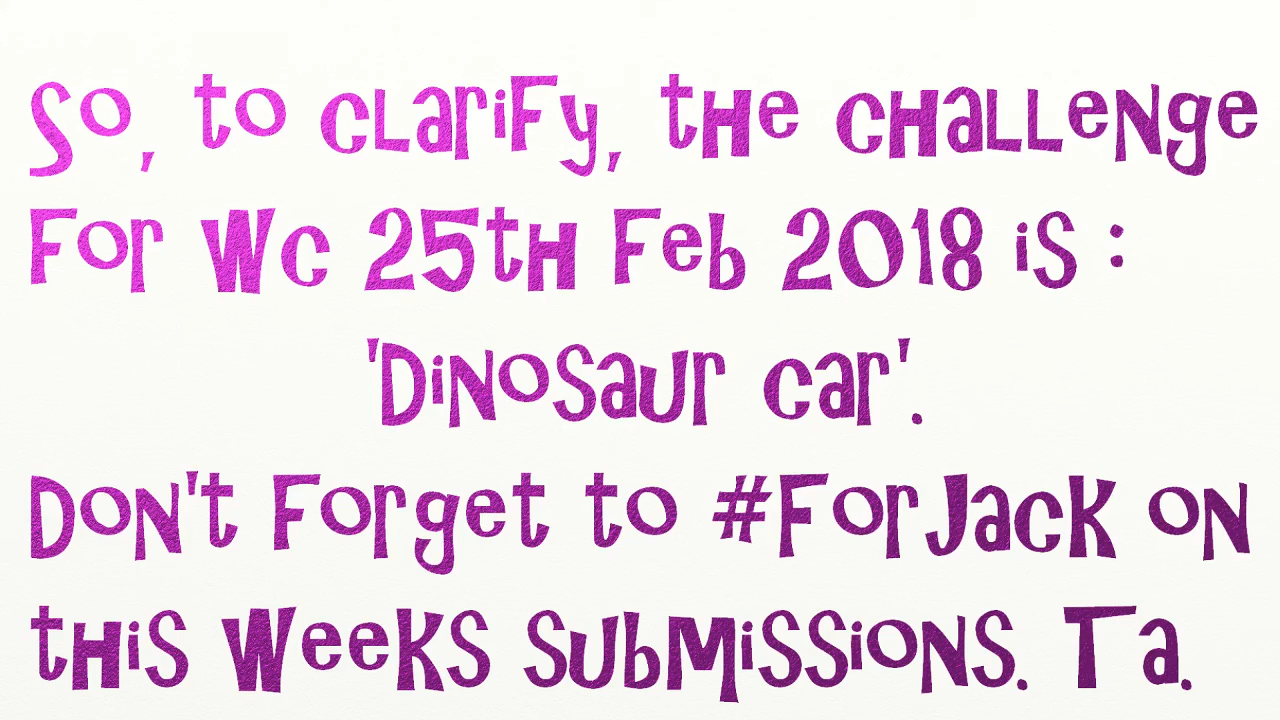 So, to clarify, the challenge
for wc 25th Feb 2018 is :
'Dinosaur car'.
Don't forget to #ForJack on
this weeks submissions. Ta.